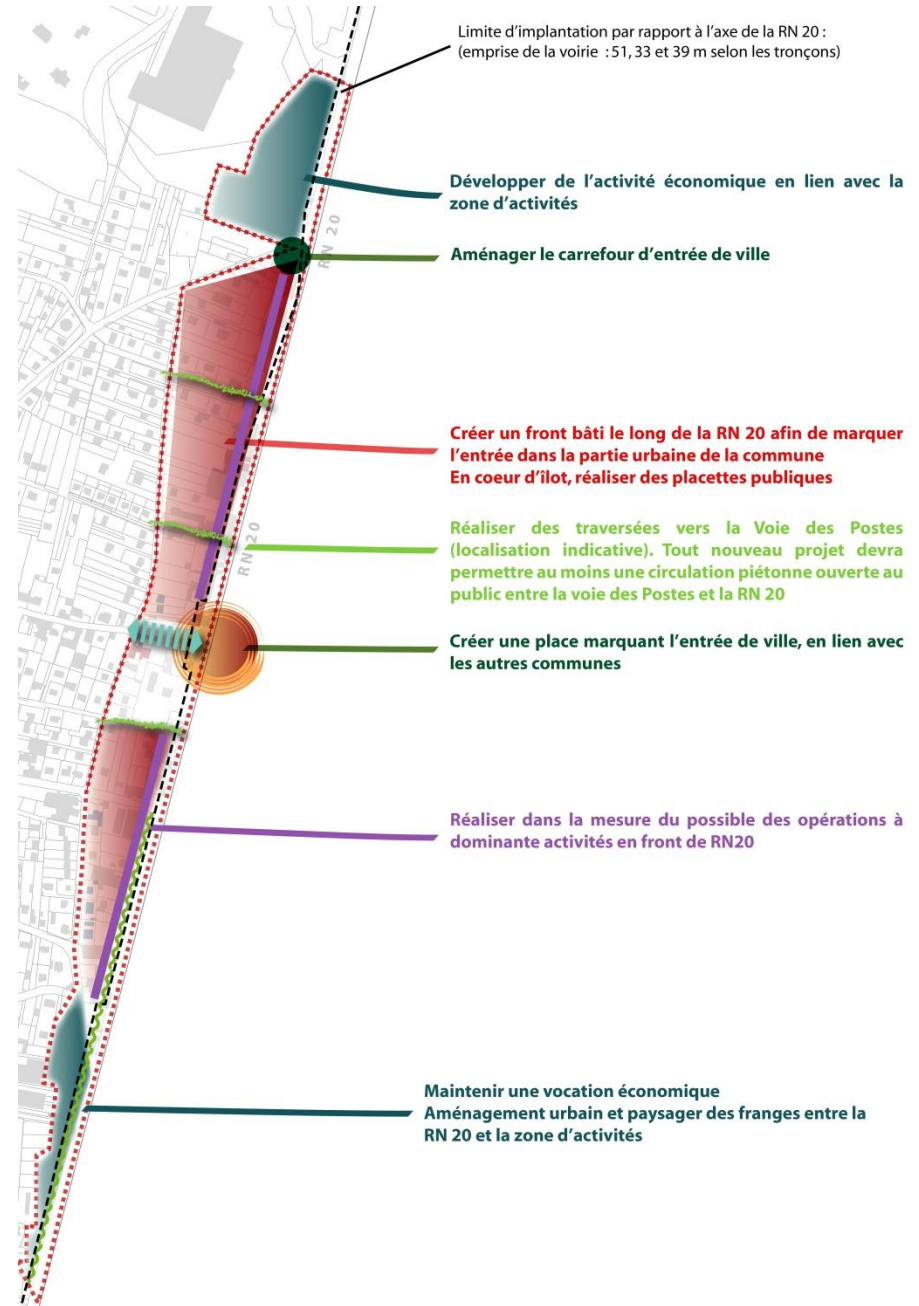 Limite d’implantation par rapport à l’axe de la RN 20 :
(emprise de la voirie : 51, 33 et 39 m selon les tronçons)
Développer de l’activité économique en lien avec la
zone d’activités
RN 20
Aménager le carrefour d’entrée de ville
Créer un front bâti le long de la RN 20 afin de marquer
l’entrée dans la partie urbaine de la commune
En coeur d’îlot, réaliser des placettes publiques
RN 20
Réaliser des traversées vers la Voie des Postes
(localisation indicative). Tout nouveau projet devra
permettre au moins une circulation piétonne ouverte au
public entre la voie des Postes et la RN 20
Créer une place marquant l’entrée de ville, en lien avec
les autres communes
Réaliser dans la mesure du possible des opérations à
dominante activités en front de RN20
Maintenir une vocation économique
Aménagement urbain et paysager des franges entre la
RN 20 et la zone d’activités